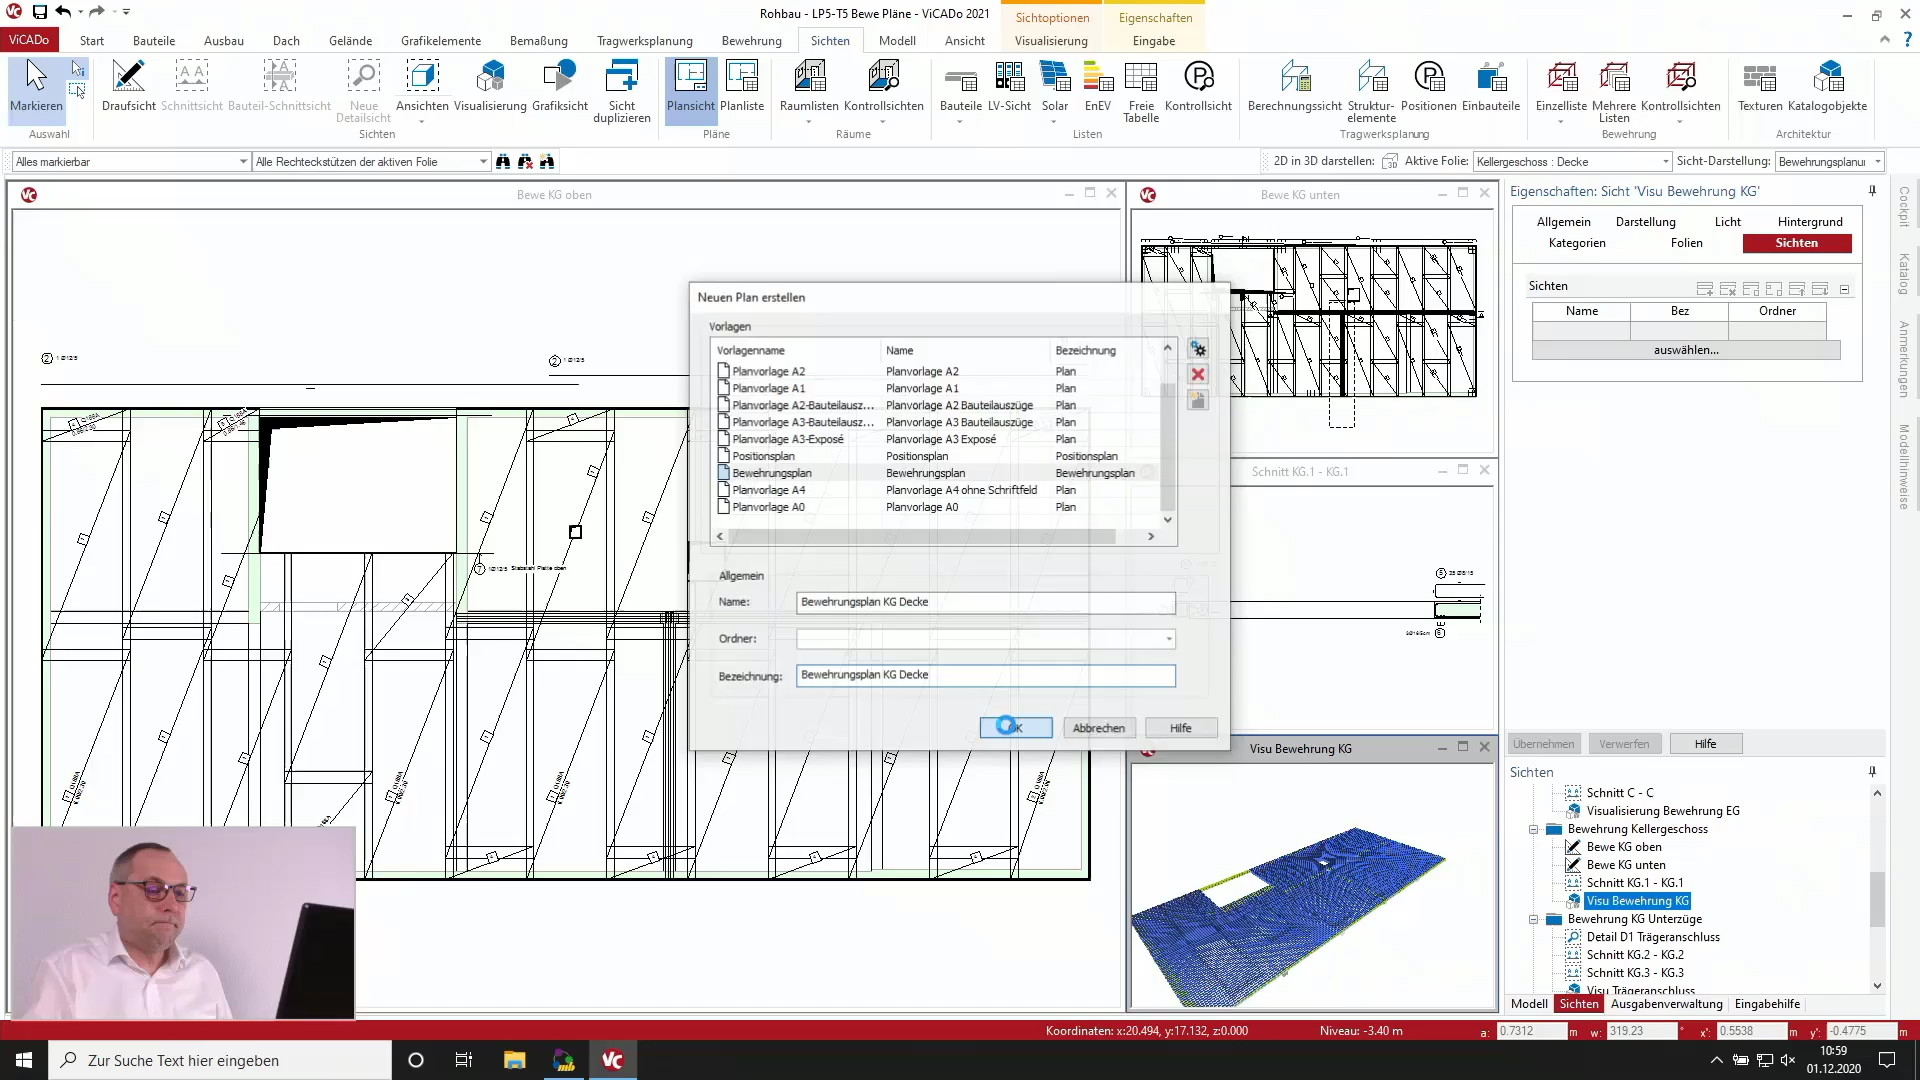 Rohbau - LP5-T5 Bewe Pläne - ViCADo 2021
Sichtoptionen
Eigenschaften
ViCADo
Start
Bauteile
Ausbau
Dach
Gelände
Grafikelemente
Bemaßung
Tragwerksplanung
Bewehrung
Sichten
Modell
Ansicht
Visualisierung
Eingabe
Markieren
Draufsicht
Schnittsicht
Bauteil-Schnittsicht
Neue
Detailsicht
Ansichten
Visualisierung
Grafiksicht
Sicht
duplizieren
Plansicht
Planliste
Raumlisten
Kontrollsichten
Bauteile
LV-Sicht
Solar
EnEV
Freie
Tabelle
Kontrollsicht
Berechnungssicht
Struktur-
elemente
Positionen
Einbauteile
Einzelliste
Mehrere
Listen
Kontrollsichten
Texturen
Katalogobjekte
Auswahl
Sichten
Pläne
Räume
Listen
Tragwerksplanung
Bewehrung
Architektur
Alles markierbar
Alle Rechteckstützen der aktiven Folie
2D in 3D darstellen:
Aktive Folie:
Kellergeschoss : Decke
Sicht-Darstellung:
Bewehrungsplanu
Bewe KG oben
Bewe KG unten
Schnitt KG.1 - KG.1
Visu Bewehrung KG
Neuen Plan erstellen
Vorlagen
Vorlagenname Name Bezeichnung
Planvorlage A2 Planvorlage A2 Plan
Planvorlage A1 Planvorlage A1 Plan
Planvorlage A2-Bauteilausz... Planvorlage A2 Bauteilauszüge Plan
Planvorlage A3-Bauteilausz... Planvorlage A3 Bauteilauszüge Plan
Planvorlage A3-Exposé Planvorlage A3 Exposé Plan
Positionsplan Positionsplan Positionsplan
Bewehrungsplan Bewehrungsplan Bewehrungsplan
Planvorlage A4 Planvorlage A4 ohne Schriftfeld Plan
Planvorlage A0 Planvorlage A0 Plan
Allgemein
Name: Bewehrungsplan KG Decke
Ordner:
Bezeichnung: Bewehrungsplan KG Decke
OK
Abbrechen
Hilfe
Eigenschaften: Sicht 'Visu Bewehrung KG'
Allgemein
Darstellung
Licht
Hintergrund
Kategorien
Folien
Sichten
Sichten
Name Bez Ordner
auswählen...
Cockpit
Katalog
Anmerkungen
Modellhinweise
Übernehmen
Verwerfen
Hilfe
Sichten
Schnitt C - C
Visualisierung Bewehrung EG
Bewehrung Kellergeschoss
Bewe KG oben
Bewe KG unten
Schnitt KG.1 - KG.1
Visu Bewehrung KG
Bewehrung KG Unterzüge
Detail D1 Trägeranschluss
Schnitt KG.2 - KG.2
Schnitt KG.3 - KG.3
Visu Trägeranschluss
Modell
Sichten
Ausgabenverwaltung
Eingabehilfe
Koordinaten: x:20.494, y:17.132, z:0.000
Niveau: -3.40 m
a: 0.7312 m
w: 319.23 °
x': 0.5538 m
y': -0.4775 m
Zur Suche Text hier eingeben
10:59
01.12.2020